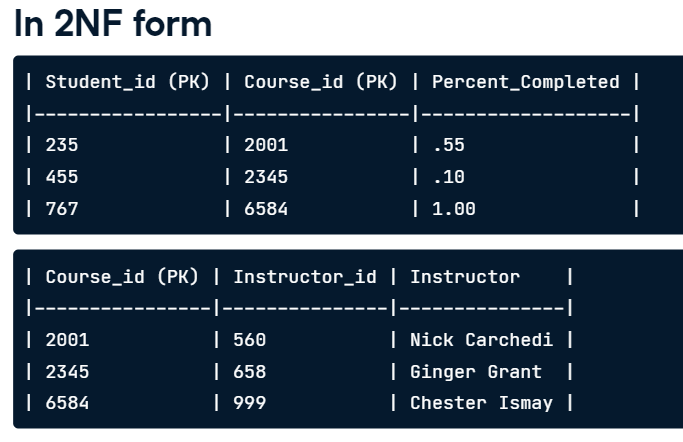 In 2NF form
| Student_id (PK) | Course_id (PK) | Percent_Completed |
|-----------------|----------------|-------------------|
| 235             | 2001           | .55               |
| 455             | 2345           | .10               |
| 767             | 6584           | 1.00              |
| Course_id (PK) | Instructor_id | Instructor    |
|----------------|---------------|---------------|
| 2001           | 560           | Nick Carchedi |
| 2345           | 658           | Ginger Grant  |
| 6584           | 999           | Chester Ismay |